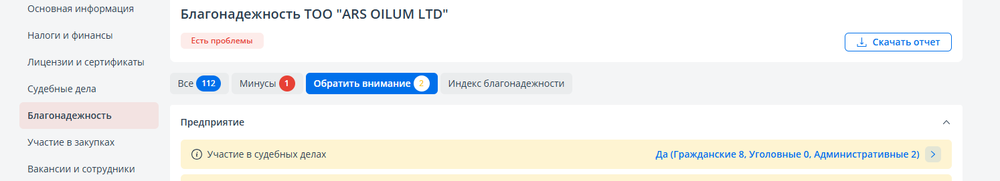 Основная информация
Налоги и финансы
Лицензии и сертификаты
Судебные дела
Благонадежность
Участие в закупках
Вакансии и сотрудники
Благонадежность ТОО "ARS OILUM LTD"
Есть проблемы
Скачать отчет
Все 112 Минусы 1 Обратить внимание 2 Индекс благонадежности
Предприятие
Участие в судебных делах Да (Гражданские 8, Уголовные 0, Административные 2)